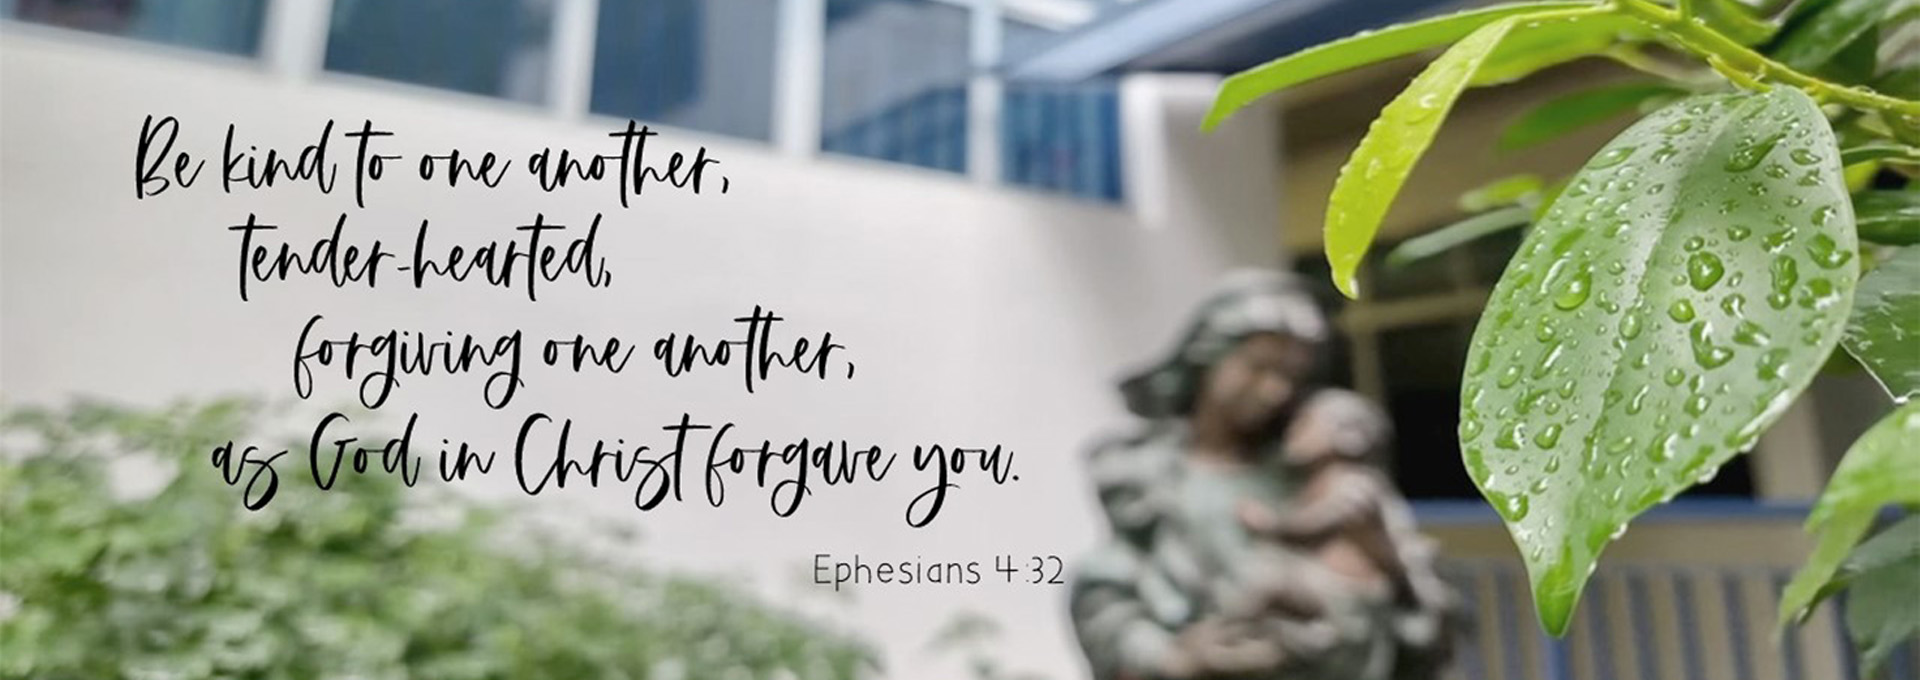 Be kind to one another,
tender-hearted,
forgiving one another,
as God in Christ forgave you.
Ephesians 4:32